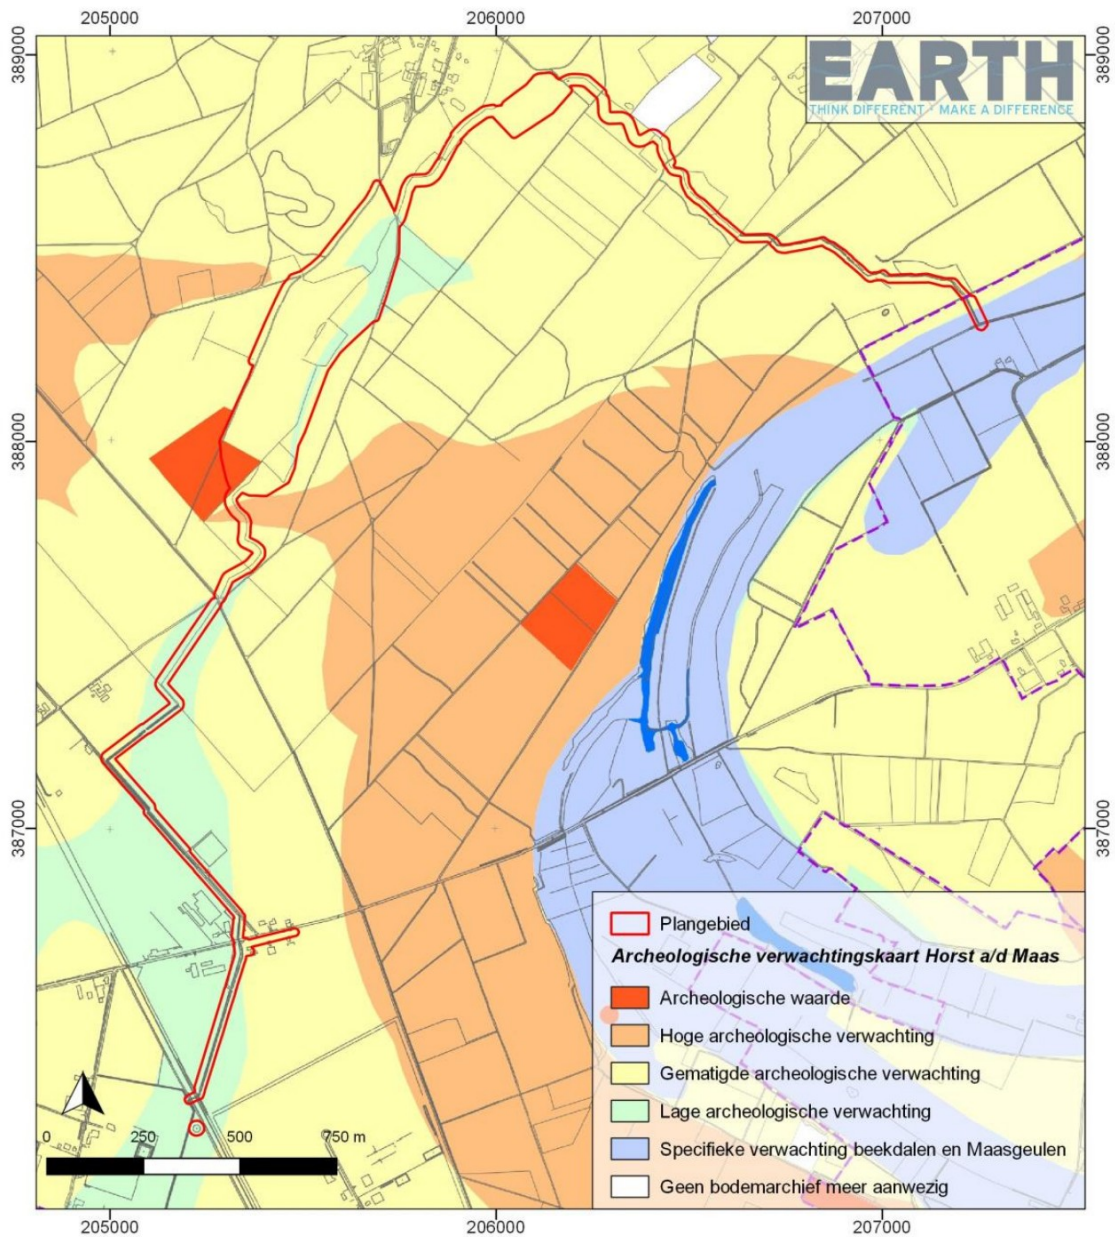 205000 206000 207000
389000 389000
EARTH
THINK DIFFERENT - MAKE A DIFFERENCE
388000 388000
387000 387000
Plangebied
Archeologische verwachtingskaart Horst a/d Maas
Archeologische waarde
Hoge archeologische verwachting
Gematigde archeologische verwachting
Lage archeologische verwachting
Specifieke verwachting beekdalen en Maasgeulen
Geen bodemarchief meer aanwezig
0 250 500 750 m
205000 206000 207000